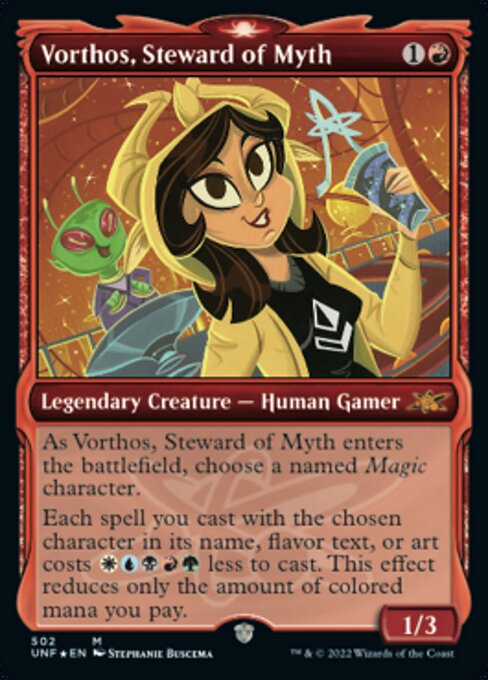 Vorthos, Steward of Myth 1
Legendary Creature — Human Gamer
As Vorthos, Steward of Myth enters
the battlefield, choose a named Magic
character.
Each spell you cast with the chosen
character in its name, flavor text, or art
costs less to cast. This effect
reduces only the amount of colored
mana you pay.
1/3
502 M
UNF★EN Stephanie Buscema
™ & © 2022 Wizards of the Coast